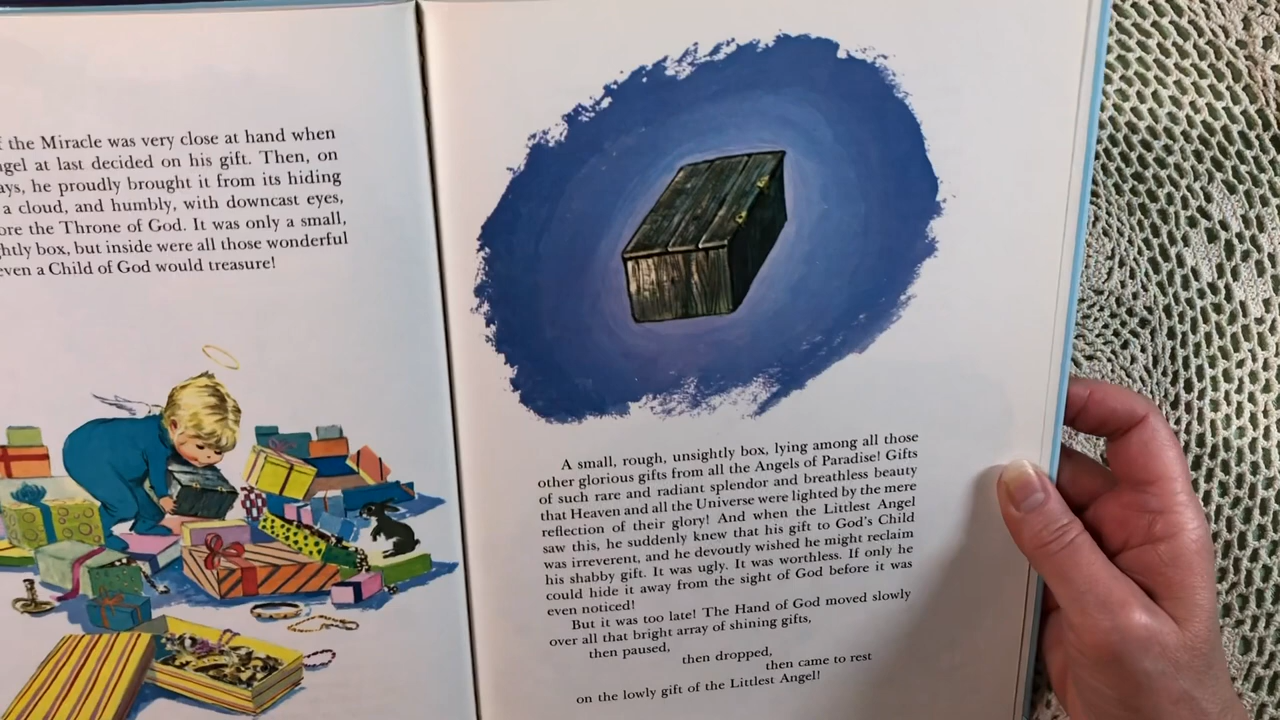 the Miracle was very close at hand when
at last decided on his gift. Then, on
he proudly brought it from its hiding
a cloud, and humbly, with downcast eyes,
the Throne of God. It was only a small,
box, but inside were all those wonderful
even a Child of God would treasure!
A small, rough, unsightly box, lying among all those
other glorious gifts from all the Angels of Paradise! Gifts
of such rare and radiant splendor and breathless beauty
that Heaven and all the Universe were lighted by the mere
reflection of their glory! And when the Littlest Angel
saw this, he suddenly knew that his gift to God's Child
was irreverent, and he devoutly wished he might reclaim
his shabby gift. It was ugly. It was worthless. If only he
could hide it away from the sight of God before it was
even noticed!
But it was too late! The Hand of God moved slowly
over all that bright array of shining gifts,
then paused,
then dropped,
then came to rest
on the lowly gift of the Littlest Angel!